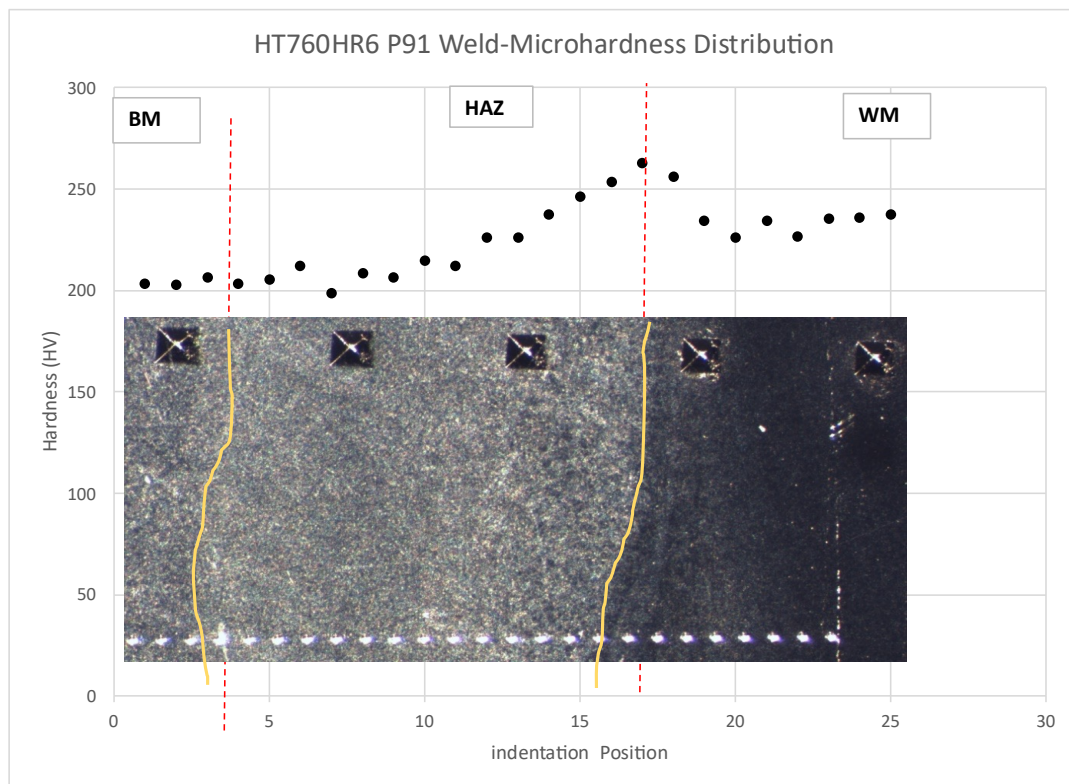 HT760HR6 P91 Weld-Microhardness Distribution
BM
HAZ
WM
300
250
200
150
100
50
0
Hardness (HV)
0 5 10 15 20 25 30
indentation Position